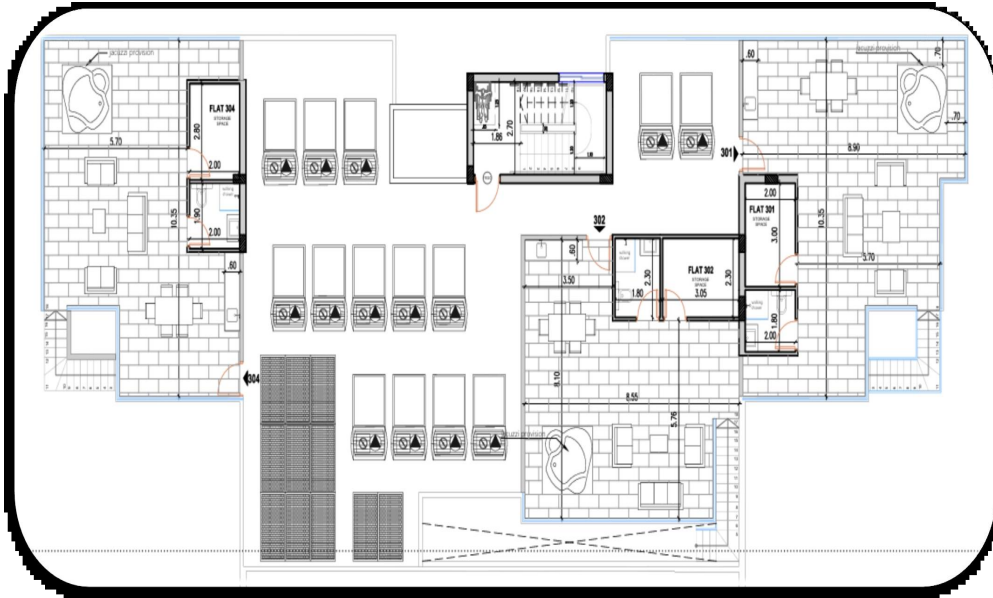 jacuzzi provision
jacuzzi provision
.70
.60
FLAT 304
STORAGE
SPACE
2.80
1.86
2.70
.70
5.70
301
8.90
2.00
2.00
FLAT 301
STORAGE
SPACE
3.00
10.35
1.90
2.00
302
10.35
.60
3.50
.60
2.30
FLAT 302
STORAGE
SPACE
2.30
3.70
1.80
3.05
1.80
2.00
304
8.10
8.55
5.76
jacuzzi provision